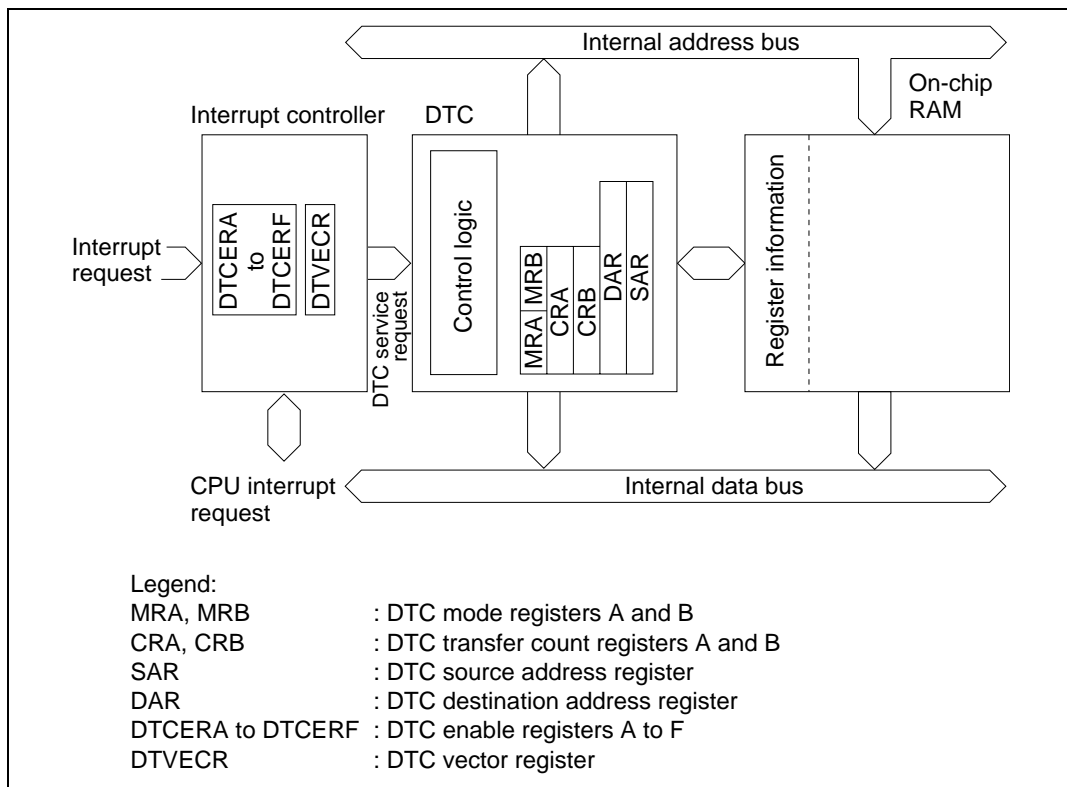 Internal address bus
On-chip
RAM
Interrupt controller
DTC
Interrupt
request
DTCERA
to
DTCERF
DTVECR
DTC service
request
Control logic
MRA
MRB
CRA
CRB
DAR
SAR
Register information
CPU interrupt
request
Internal data bus
Legend:
MRA, MRB : DTC mode registers A and B
CRA, CRB : DTC transfer count registers A and B
SAR : DTC source address register
DAR : DTC destination address register
DTCERA to DTCERF : DTC enable registers A to F
DTVECR : DTC vector register